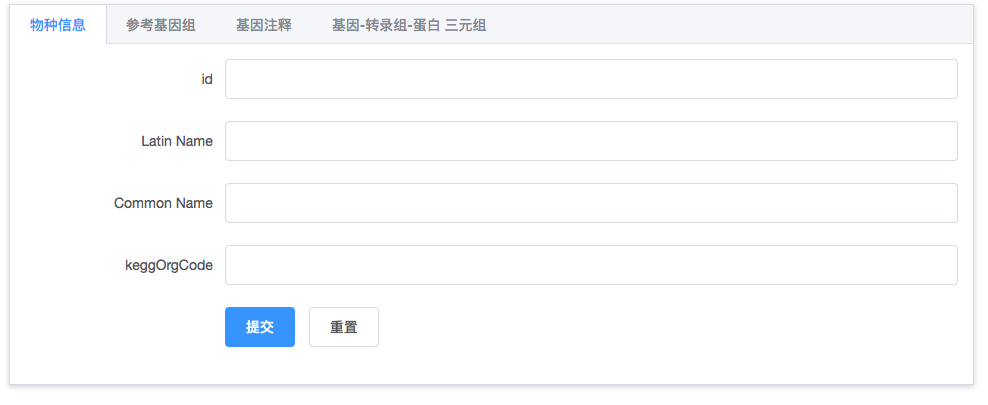 物种信息 参考基因组 基因注释 基因-转录组-蛋白 三元组
id
Latin Name
Common Name
keggOrgCode
提交 重置